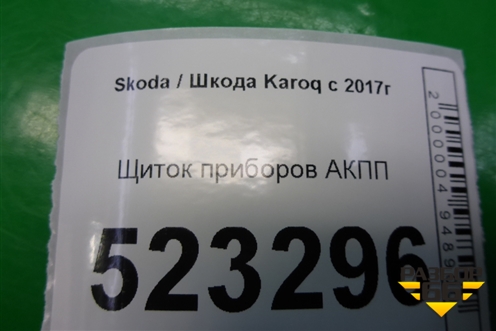 Skoda / Шкода Karoq с 2017г
Щиток приборов АКПП
523296
2000004948